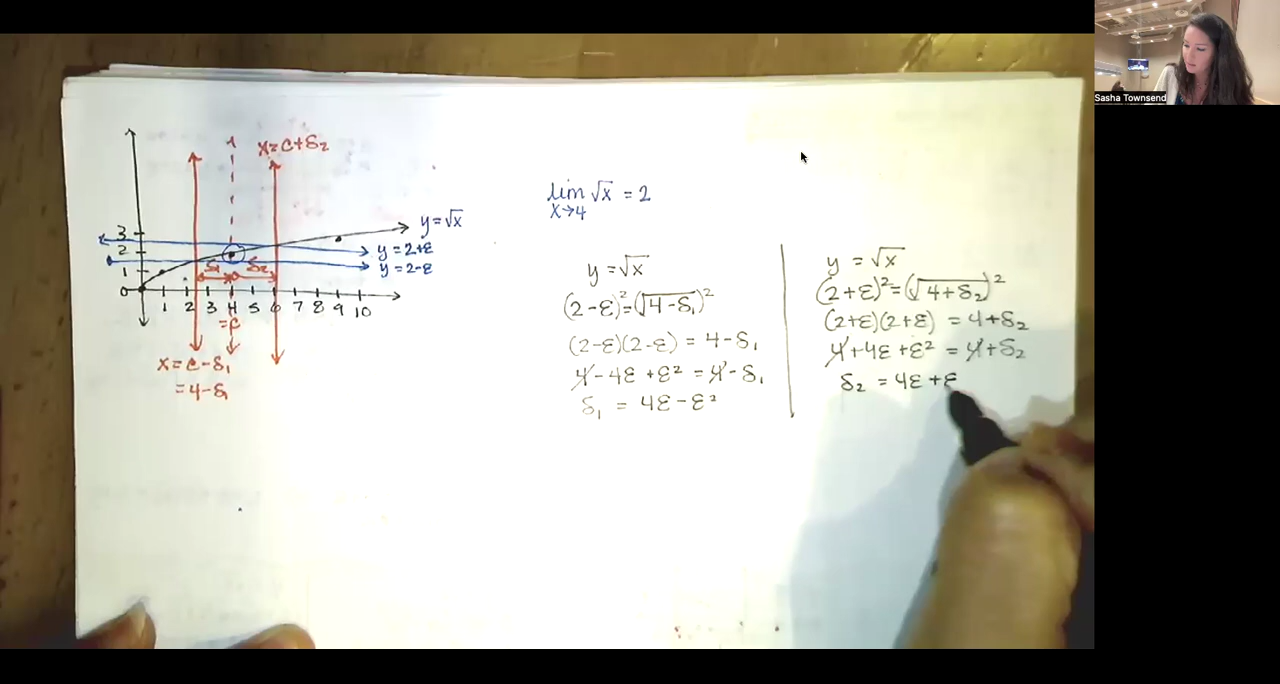 Sasha Townsend
x=c+δ₂
lim √x = 2
x→4
y=√x
3
2
1
0
y=2+ε
y=2-ε
δ₁ δ₂
1 2 3 4 5 6 7 8 9 10
=c
x=c-δ₁
=4-δ₁
y=√x
(2-ε)²=(√4-δ₁)²
(2-ε)(2-ε) = 4-δ₁
4-4ε+ε² = 4-δ₁
δ₁ = 4ε-ε²
y=√x
(2+ε)²=(√4+δ₂)²
(2+ε)(2+ε) = 4+δ₂
4+4ε+ε² = 4+δ₂
δ₂ = 4ε+ε